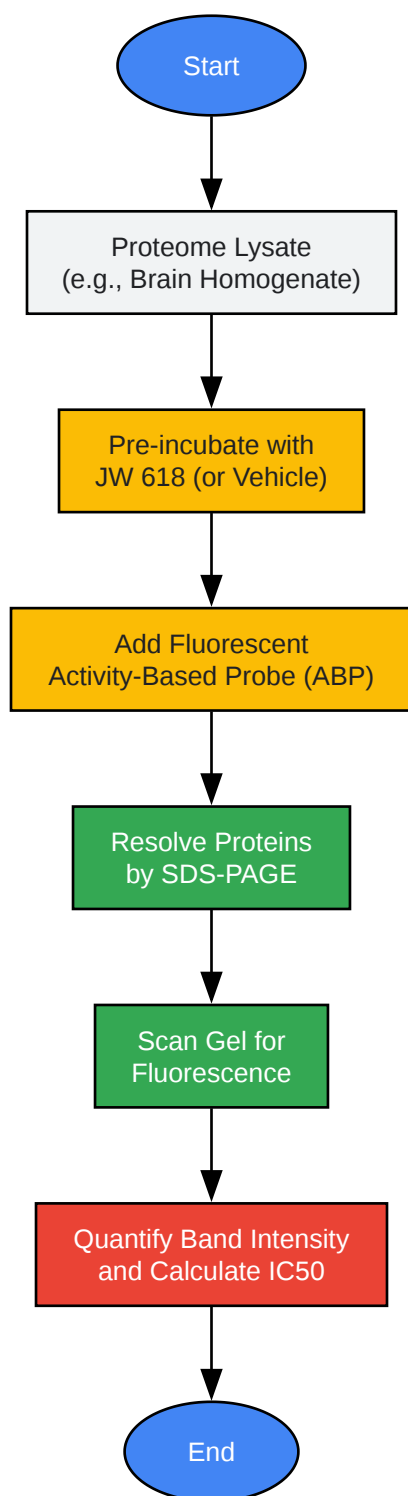 Start
Proteome Lysate
(e.g., Brain Homogenate)
Pre-incubate with
JW 618 (or Vehicle)
Add Fluorescent
Activity-Based Probe (ABP)
Resolve Proteins
by SDS-PAGE
Scan Gel for
Fluorescence
Quantify Band Intensity
and Calculate IC50
End